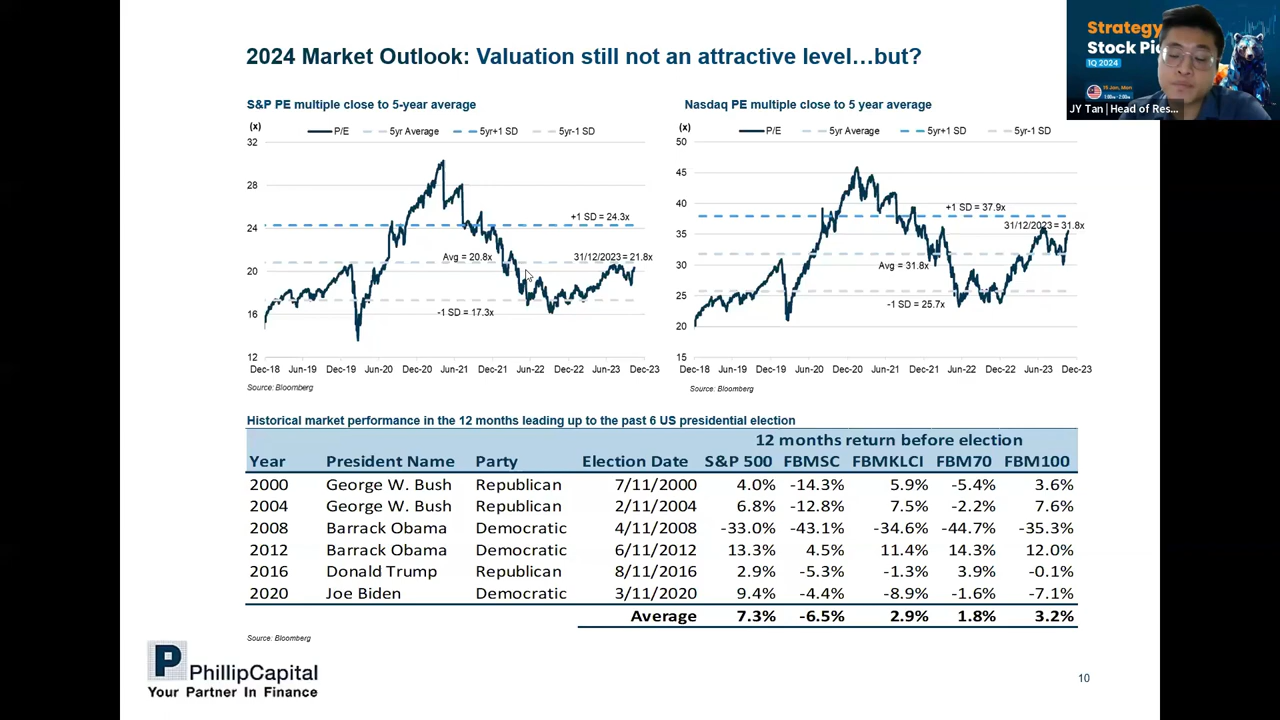 2024 Market Outlook: Valuation still not an attractive level…but?
Strategy
Stock Pi
1Q 2024
15 Jan, Mon
JY Tan | Head of Res...
S&P PE multiple close to 5-year average
(x)
P/E 5yr Average 5yr+1 SD 5yr-1 SD
32
28
24
20
16
12
+1 SD = 24.3x
Avg = 20.8x
31/12/2023 = 21.8x
-1 SD = 17.3x
Dec-18 Jun-19 Dec-19 Jun-20 Dec-20 Jun-21 Dec-21 Jun-22 Dec-22 Jun-23 Dec-23
Source: Bloomberg
Nasdaq PE multiple close to 5 year average
(x)
P/E 5yr Average 5yr+1 SD 5yr-1 SD
50
45
40
35
30
25
20
15
+1 SD = 37.9x
31/12/2023 = 31.8x
Avg = 31.8x
-1 SD = 25.7x
Dec-18 Jun-19 Dec-19 Jun-20 Dec-20 Jun-21 Dec-21 Jun-22 Dec-22 Jun-23 Dec-23
Source: Bloomberg
Historical market performance in the 12 months leading up to the past 6 US presidential election
12 months return before election
Year President Name Party Election Date S&P 500 FBMSC FBMKLCI FBM70 FBM100
2000 George W. Bush Republican 7/11/2000 4.0% -14.3% 5.9% -5.4% 3.6%
2004 George W. Bush Republican 2/11/2004 6.8% -12.8% 7.5% -2.2% 7.6%
2008 Barrack Obama Democratic 4/11/2008 -33.0% -43.1% -34.6% -44.7% -35.3%
2012 Barrack Obama Democratic 6/11/2012 13.3% 4.5% 11.4% 14.3% 12.0%
2016 Donald Trump Republican 8/11/2016 2.9% -5.3% -1.3% 3.9% -0.1%
2020 Joe Biden Democratic 3/11/2020 9.4% -4.4% -8.9% -1.6% -7.1%
Average 7.3% -6.5% 2.9% 1.8% 3.2%
Source: Bloomberg
P PhillipCapital
Your Partner In Finance
10